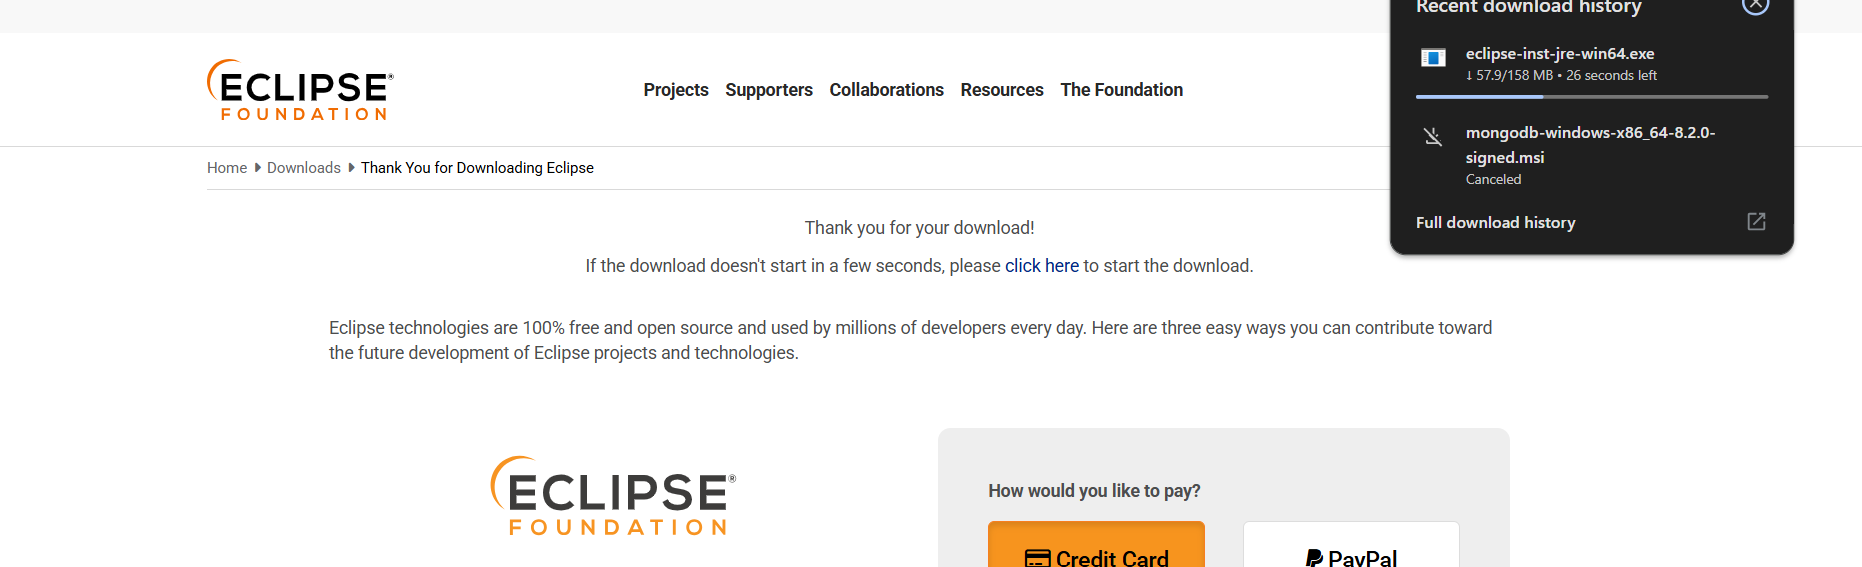 Recent download history
eclipse-inst-jre-win64.exe
↓ 57.9/158 MB • 26 seconds left
mongodb-windows-x86_64-8.2.0-
signed.msi
Canceled
Full download history
ECLIPSE®
FOUNDATION
Projects Supporters Collaborations Resources The Foundation
Home Downloads Thank You for Downloading Eclipse
Thank you for your download!
If the download doesn't start in a few seconds, please click here to start the download.
Eclipse technologies are 100% free and open source and used by millions of developers every day. Here are three easy ways you can contribute toward
the future development of Eclipse projects and technologies.
ECLIPSE®
FOUNDATION
How would you like to pay?
Credit Card
PayPal